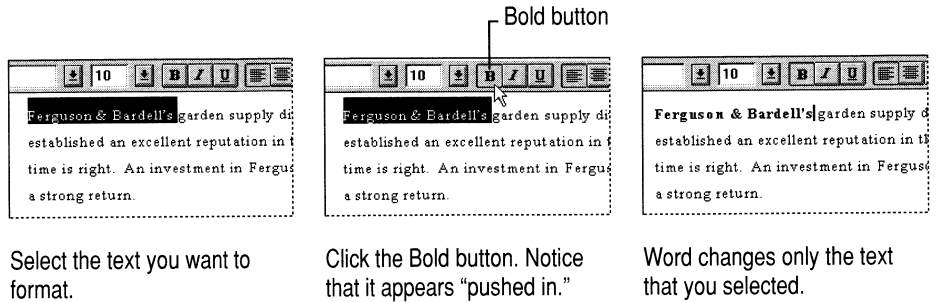 Bold button
10 B I U
Ferguson & Bardell's garden supply di
established an excellent reputation in t
time is right. An investment in Fergus
a strong return.
Select the text you want to
format.
10 B I U
Ferguson & Bardell's garden supply di
established an excellent reputation in t
time is right. An investment in Fergus
a strong return.
Click the Bold button. Notice
that it appears “pushed in.”
10 B I U
Ferguson & Bardell's garden supply d
established an excellent reputation in th
time is right. An investment in Ferguse
a strong return.
Word changes only the text
that you selected.